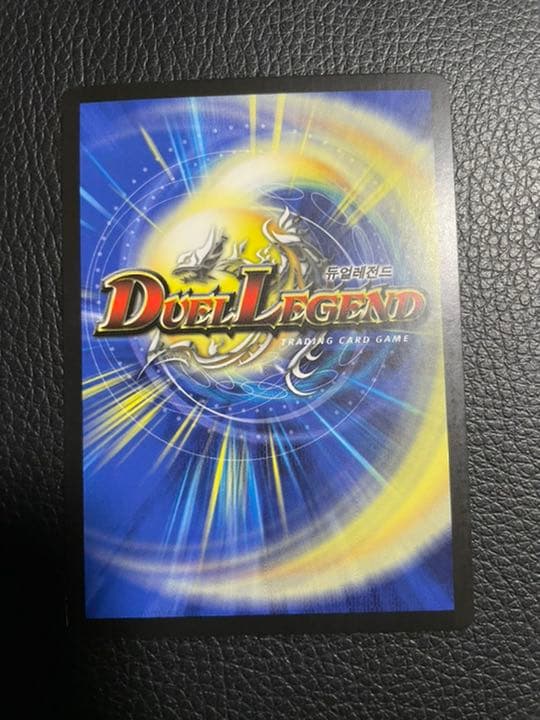 듀얼레전드
DUEL LEGEND
TRADING CARD GAME